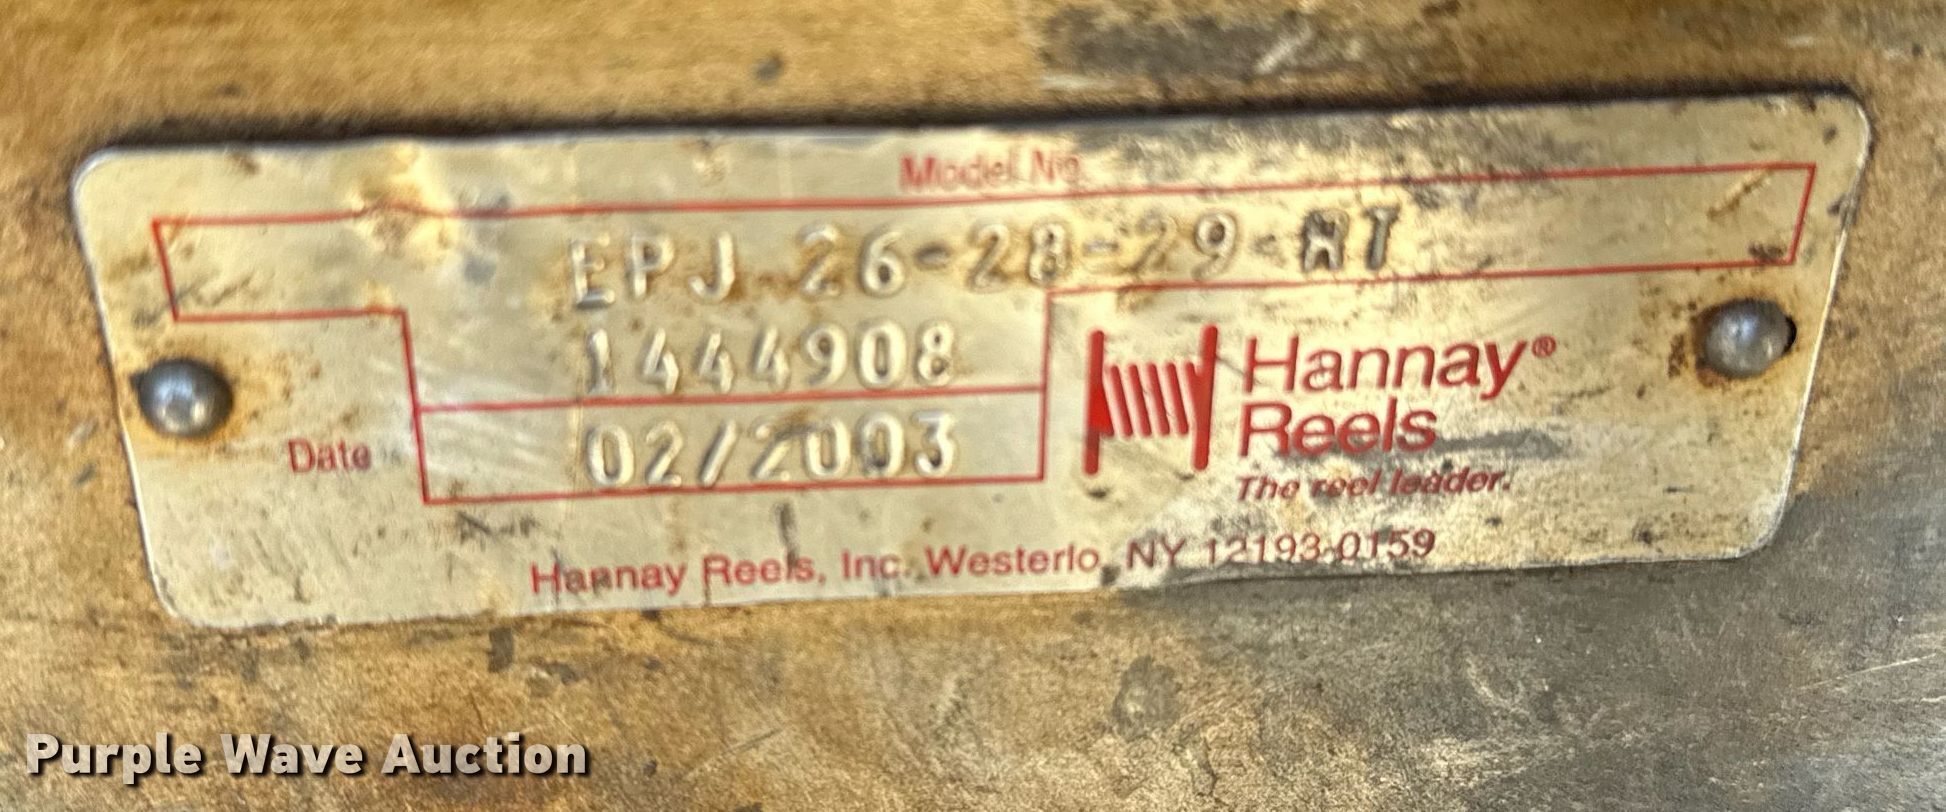 Model No.
EPJ 26-28-29-RT
1444908
Date 02/2003
Hannay®
Reels
The reel leader.
Hannay Reels, Inc. Westerlo, NY 12193-0159
Purple Wave Auction